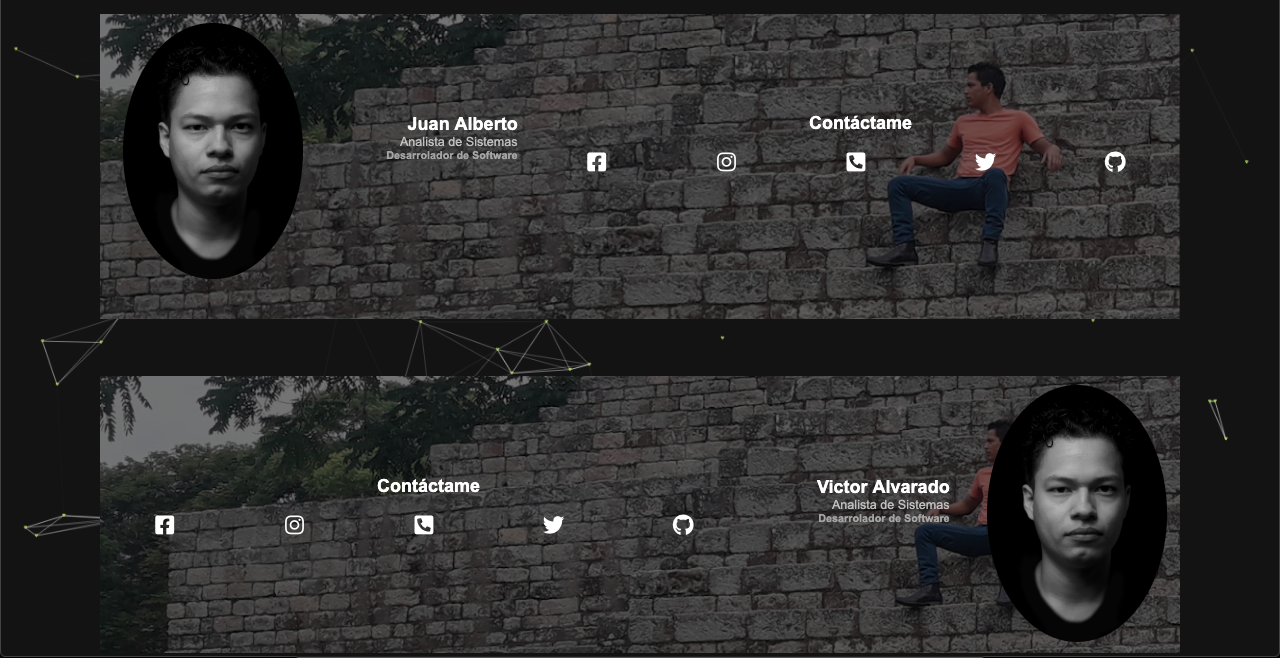 Juan Alberto
Analista de Sistemas
Desarrolador de Software
Contáctame
Contáctame
Victor Alvarado
Analista de Sistemas
Desarrolador de Software